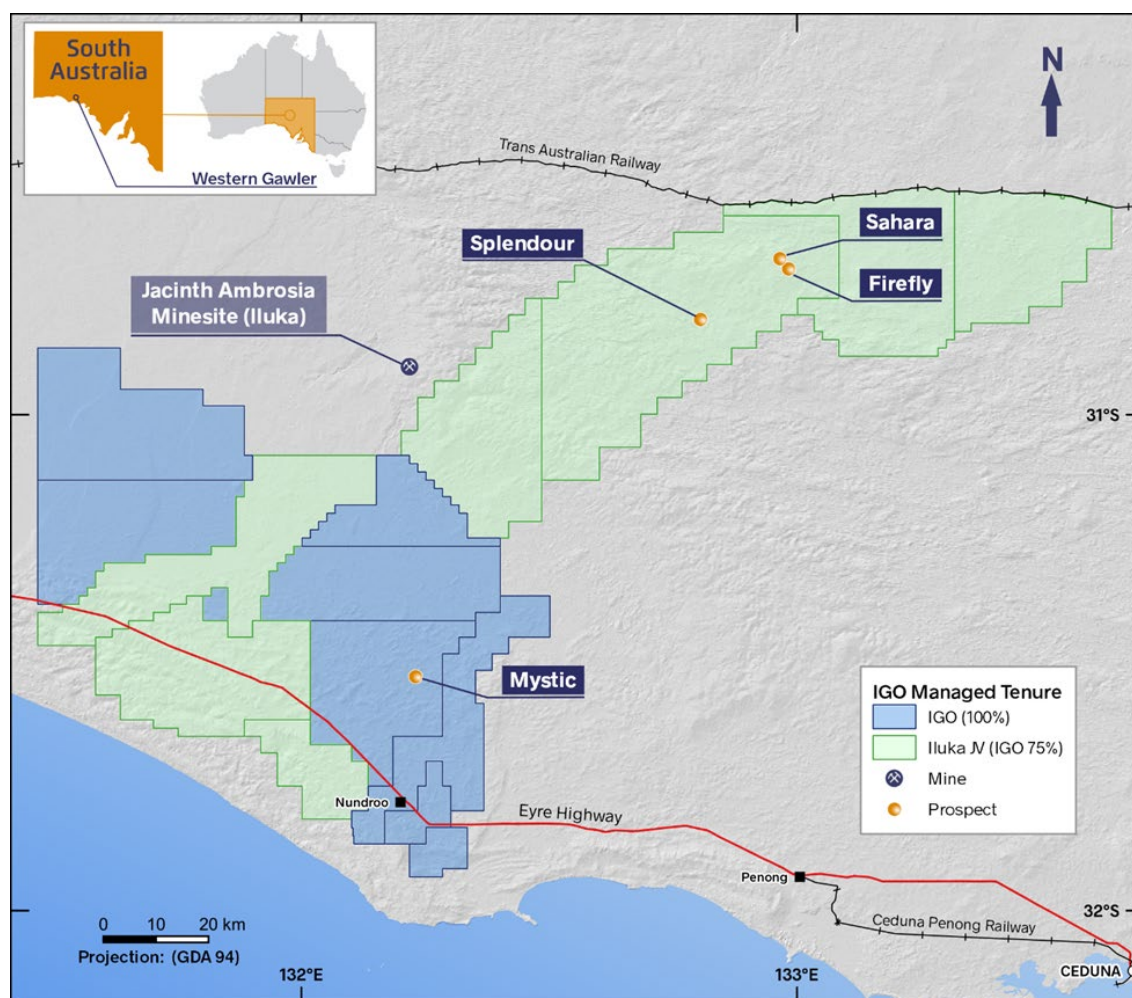 South
Australia
Western Gawler
N
Trans Australian Railway
Sahara
Splendour
Firefly
Jacinth Ambrosia
Minesite (Iluka)
31°S
Mystic
IGO Managed Tenure
IGO (100%)
Iluka JV (IGO 75%)
Mine
Prospect
Nundroo
Eyre Highway
Penong
0 10 20 km
Projection: (GDA 94)
32°S
Ceduna Penong Railway
CEDUNA
132°E
133°E